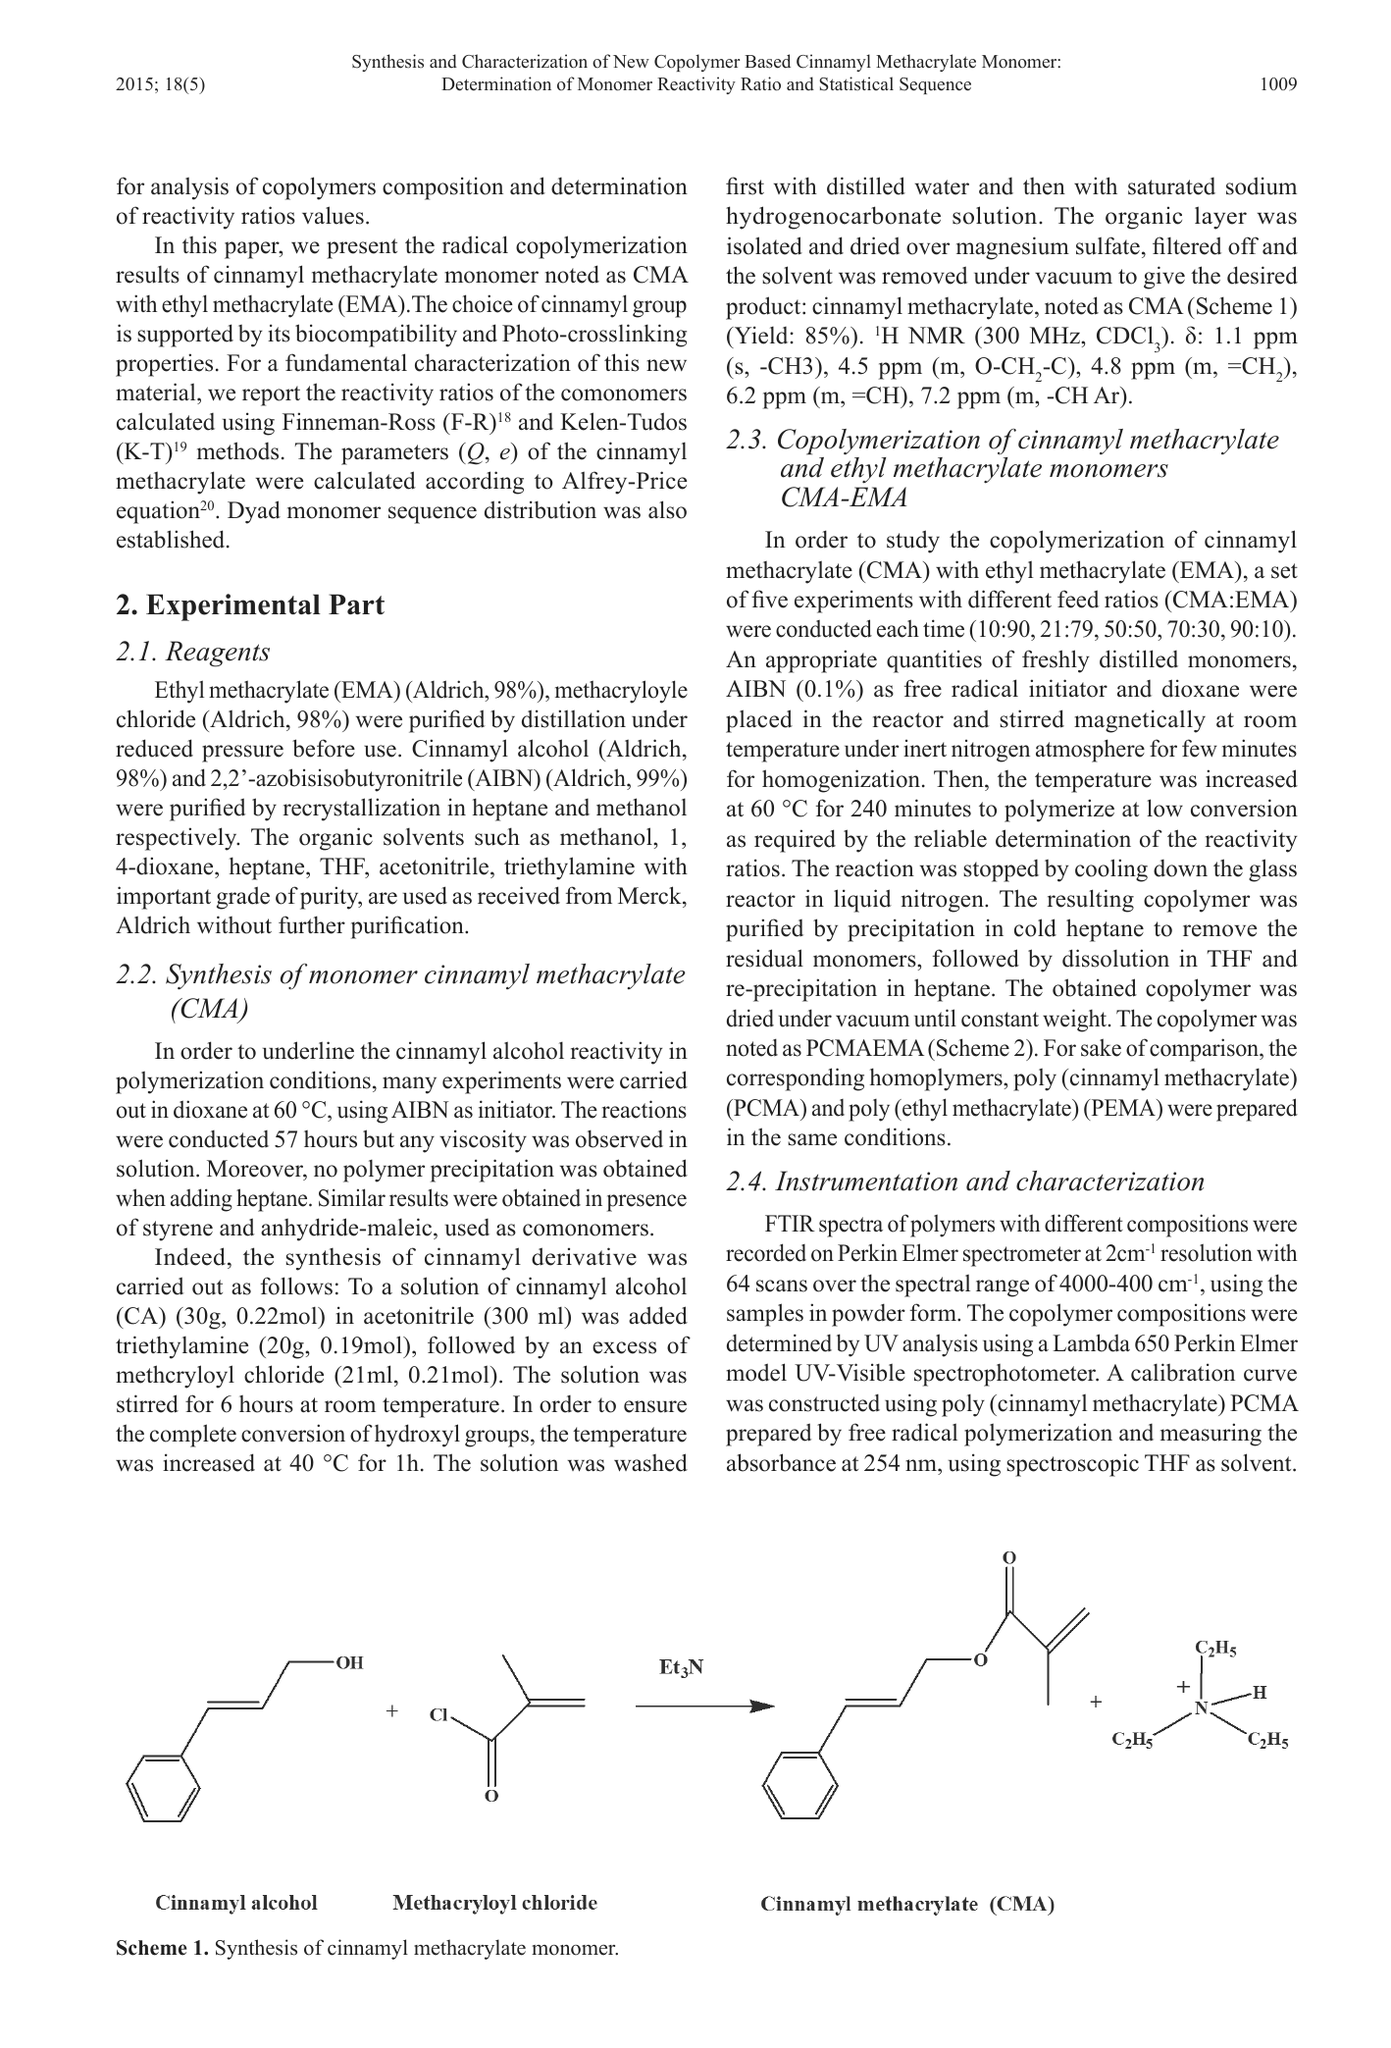 Synthesis and Characterization of New Copolymer Based Cinnamyl Methacrylate Monomer:
2015; 18(5)
Determination of Monomer Reactivity Ratio and Statistical Sequence
1009
for analysis of copolymers composition and determination
of reactivity ratios values.
In this paper, we present the radical copolymerization
results of cinnamyl methacrylate monomer noted as CMA
with ethyl methacrylate (EMA).The choice of cinnamyl group
is supported by its biocompatibility and Photo-crosslinking
properties. For a fundamental characterization of this new
material, we report the reactivity ratios of the comonomers
calculated using Finneman-Ross (F-R)18 and Kelen-Tudos
(K-T)19 methods. The parameters (Q, e) of the cinnamyl
methacrylate were calculated according to Alfrey-Price
equation20. Dyad monomer sequence distribution was also
established.
2. Experimental Part
2.1. Reagents
Ethyl methacrylate (EMA) (Aldrich, 98%), methacryloyle
chloride (Aldrich, 98%) were purified by distillation under
reduced pressure before use. Cinnamyl alcohol (Aldrich,
98%) and 2,2’-azobisisobutyronitrile (AIBN) (Aldrich, 99%)
were purified by recrystallization in heptane and methanol
respectively. The organic solvents such as methanol, 1,
4-dioxane, heptane, THF, acetonitrile, triethylamine with
important grade of purity, are used as received from Merck,
Aldrich without further purification.
2.2. Synthesis of monomer cinnamyl methacrylate
(CMA)
In order to underline the cinnamyl alcohol reactivity in
polymerization conditions, many experiments were carried
out in dioxane at 60 °C, using AIBN as initiator. The reactions
were conducted 57 hours but any viscosity was observed in
solution. Moreover, no polymer precipitation was obtained
when adding heptane. Similar results were obtained in presence
of styrene and anhydride-maleic, used as comonomers.
Indeed, the synthesis of cinnamyl derivative was
carried out as follows: To a solution of cinnamyl alcohol
(CA) (30g, 0.22mol) in acetonitrile (300 ml) was added
triethylamine (20g, 0.19mol), followed by an excess of
methcryloyl chloride (21ml, 0.21mol). The solution was
stirred for 6 hours at room temperature. In order to ensure
the complete conversion of hydroxyl groups, the temperature
was increased at 40 °C for 1h. The solution was washed
first with distilled water and then with saturated sodium
hydrogenocarbonate solution. The organic layer was
isolated and dried over magnesium sulfate, filtered off and
the solvent was removed under vacuum to give the desired
product: cinnamyl methacrylate, noted as CMA (Scheme 1)
(Yield: 85%). 1H NMR (300 MHz, CDCl3). δ: 1.1 ppm
(s, -CH3), 4.5 ppm (m, O-CH2-C), 4.8 ppm (m, =CH2),
6.2 ppm (m, =CH), 7.2 ppm (m, -CH Ar).
2.3. Copolymerization of cinnamyl methacrylate
and ethyl methacrylate monomers
CMA-EMA
In order to study the copolymerization of cinnamyl
methacrylate (CMA) with ethyl methacrylate (EMA), a set
of five experiments with different feed ratios (CMA:EMA)
were conducted each time (10:90, 21:79, 50:50, 70:30, 90:10).
An appropriate quantities of freshly distilled monomers,
AIBN (0.1%) as free radical initiator and dioxane were
placed in the reactor and stirred magnetically at room
temperature under inert nitrogen atmosphere for few minutes
for homogenization. Then, the temperature was increased
at 60 °C for 240 minutes to polymerize at low conversion
as required by the reliable determination of the reactivity
ratios. The reaction was stopped by cooling down the glass
reactor in liquid nitrogen. The resulting copolymer was
purified by precipitation in cold heptane to remove the
residual monomers, followed by dissolution in THF and
re-precipitation in heptane. The obtained copolymer was
dried under vacuum until constant weight. The copolymer was
noted as PCMAEMA (Scheme 2). For sake of comparison, the
corresponding homoplymers, poly (cinnamyl methacrylate)
(PCMA) and poly (ethyl methacrylate) (PEMA) were prepared
in the same conditions.
2.4. Instrumentation and characterization
FTIR spectra of polymers with different compositions were
recorded on Perkin Elmer spectrometer at 2cm-1 resolution with
64 scans over the spectral range of 4000-400 cm-1, using the
samples in powder form. The copolymer compositions were
determined by UV analysis using a Lambda 650 Perkin Elmer
model UV-Visible spectrophotometer. A calibration curve
was constructed using poly (cinnamyl methacrylate) PCMA
prepared by free radical polymerization and measuring the
absorbance at 254 nm, using spectroscopic THF as solvent.
OH
+
Cl
O
Et3N
O
O
+
C2H5
+
N
H
C2H5
C2H5
Cinnamyl alcohol
Methacryloyl chloride
Cinnamyl methacrylate (CMA)
Scheme 1. Synthesis of cinnamyl methacrylate monomer.